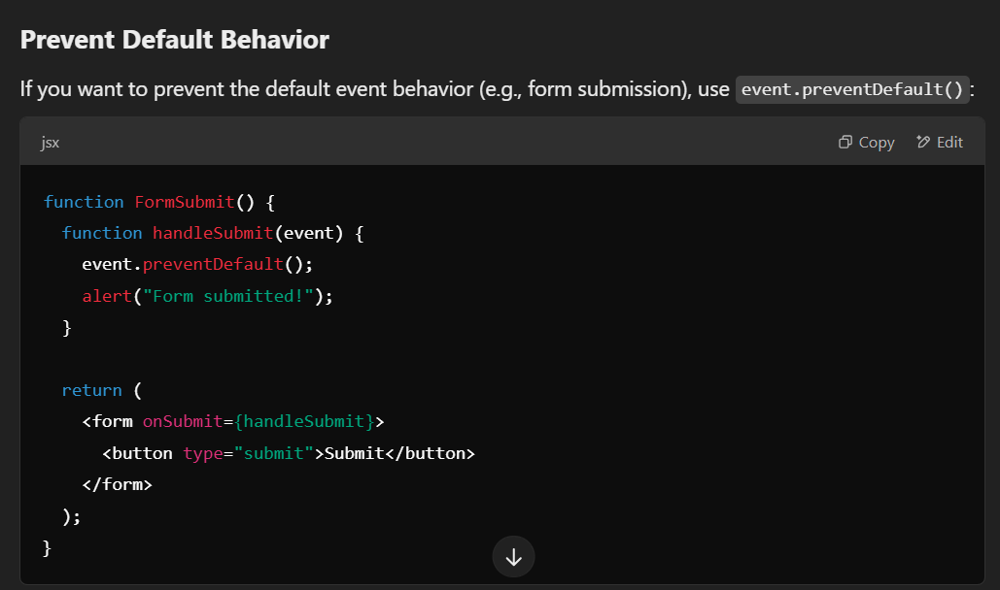 Prevent Default Behavior
If you want to prevent the default event behavior (e.g., form submission), use event.preventDefault():
jsx Copy Edit
function FormSubmit() {
  function handleSubmit(event) {
    event.preventDefault();
    alert("Form submitted!");
  }

  return (
    <form onSubmit={handleSubmit}>
      <button type="submit">Submit</button>
    </form>
  );
}